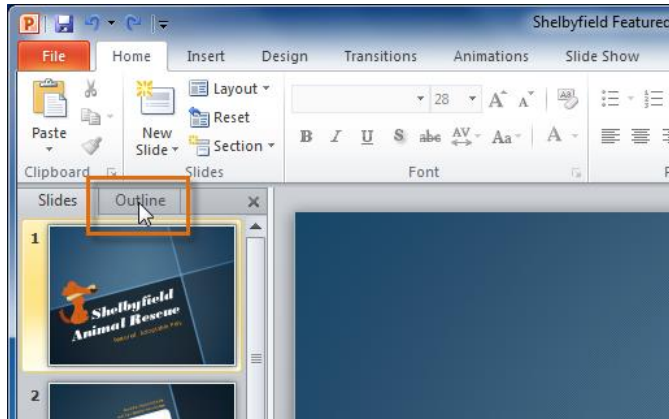 Shelbyfield Featured
File Home Insert Design Transitions Animations Slide Show
Paste
New Slide
Layout
Reset
Section
28
B I U S abc AV Aa A
Clipboard Slides Font
Slides Outline
1
Shelbyfield
Animal Rescue
2